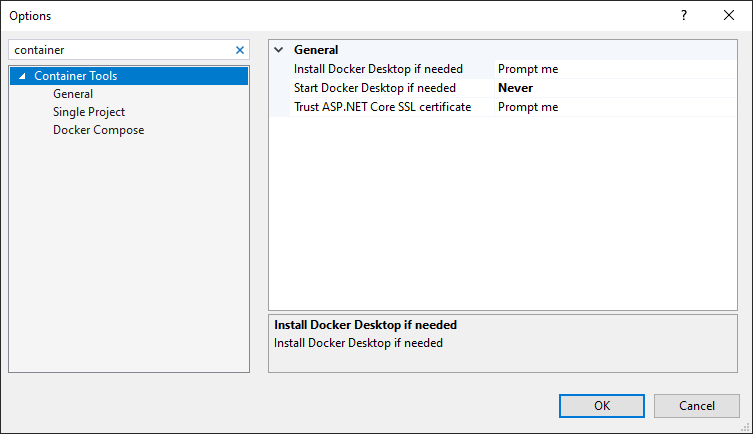 Options
?
container
Container Tools
General
Single Project
Docker Compose
General
Install Docker Desktop if needed Prompt me
Start Docker Desktop if needed Never
Trust ASP.NET Core SSL certificate Prompt me
Install Docker Desktop if needed
Install Docker Desktop if needed
OK Cancel